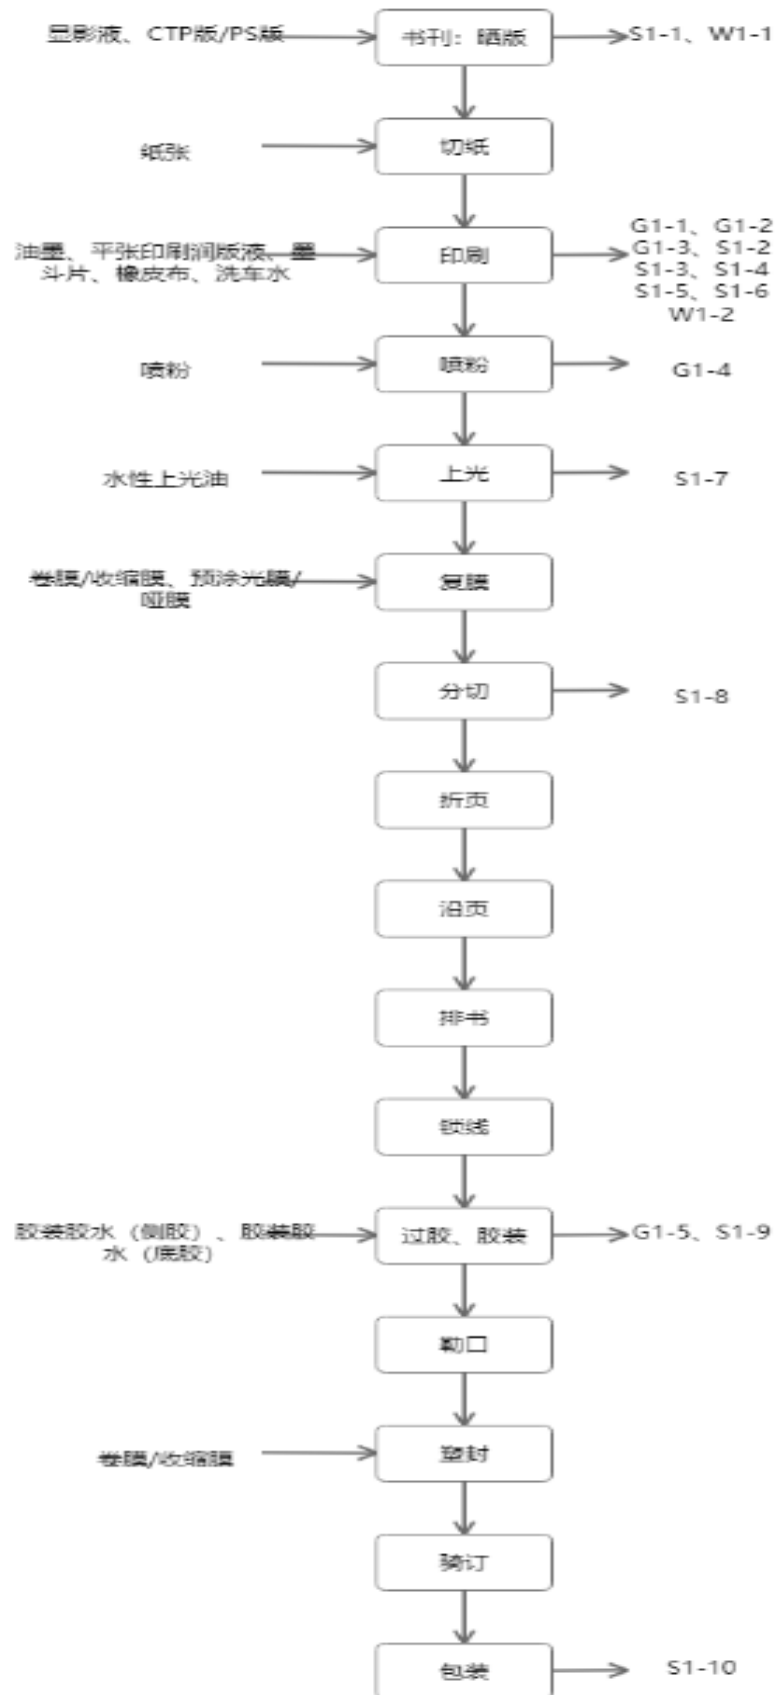 显影液、CTP版/PS版
书刊：晒版
S1-1、W1-1
纸张
切纸
油墨、平张印刷润版液、墨
斗片、橡皮布、洗车水
印刷
G1-1、G1-2
G1-3、S1-2
S1-3、S1-4
S1-5、S1-6
W1-2
喷粉
喷粉
G1-4
水性上光油
上光
S1-7
卷膜/收缩膜、预涂光膜/
哑膜
复膜
分切
S1-8
折页
沿页
排书
锁线
胶装胶水（侧胶）、胶装胶
水（底胶）
过胶、胶装
G1-5、S1-9
勒口
卷膜/收缩膜
塑封
骑订
包装
S1-10